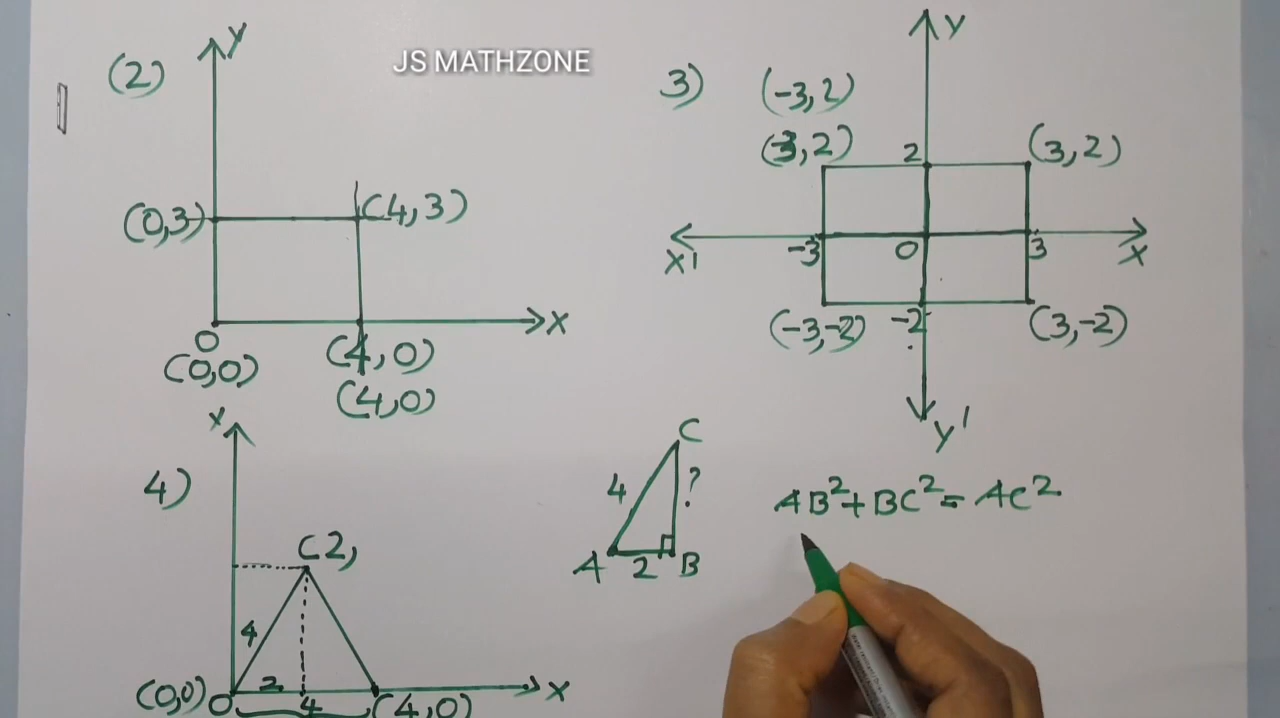 JS MATHZONE
(2)
Y
(0,3)
(4,3)
O
X
(0,0)
(4,0)
(4,0)
3)
Y
(-3,2)
(3,2)
2
(3,2)
X'
-3
0
3
X
(-3,-2)
-2
(3,-2)
Y'
4)
Y
(2,
4
2
(0,0)
O
4
(4,0)
X
C
4
?
A
2
B
AB²+BC²=AC²